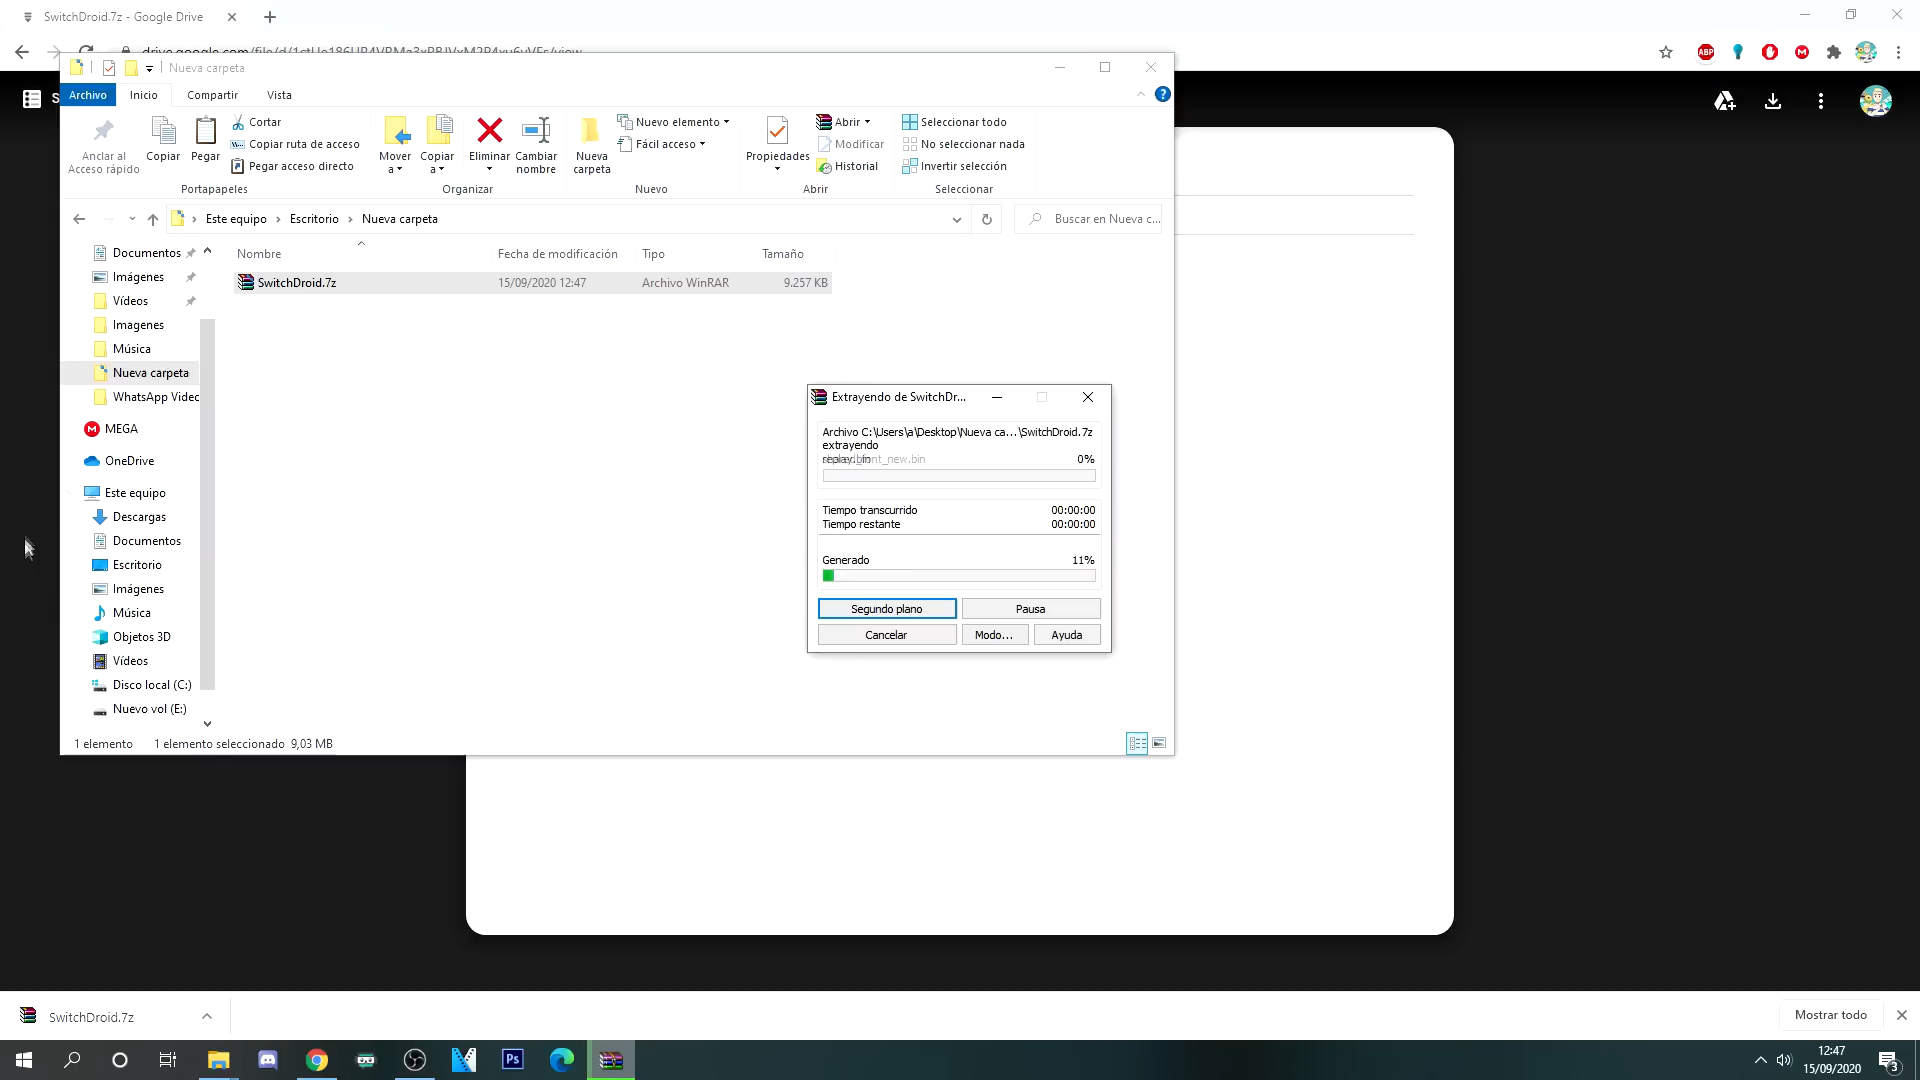 SwitchDroid.7z - Google Drive
Nueva carpeta
Archivo
Inicio
Compartir
Vista
Anclar al
Acceso rápido
Copiar
Pegar
Cortar
Copiar ruta de acceso
Pegar acceso directo
Mover
a
Copiar
a
Eliminar
Cambiar
nombre
Nueva
carpeta
Nuevo elemento
Fácil acceso
Propiedades
Abrir
Modificar
Historial
Seleccionar todo
No seleccionar nada
Invertir selección
Portapapeles
Organizar
Nuevo
Abrir
Seleccionar
Este equipo
Escritorio
Nueva carpeta
Buscar en Nueva c...
Nombre
Fecha de modificación
Tipo
Tamaño
SwitchDroid.7z
15/09/2020 12:47
Archivo WinRAR
9.257 KB
Documentos
Imágenes
Vídeos
Imagenes
Música
Nueva carpeta
WhatsApp Videc
MEGA
OneDrive
Este equipo
Descargas
Documentos
Escritorio
Imágenes
Música
Objetos 3D
Vídeos
Disco local (C:)
Nuevo vol (E:)
Extrayendo de SwitchDr...
Archivo C:\Users\a\Desktop\Nueva ca...\SwitchDroid.7z
extrayendo
0%
Tiempo transcurrido 00:00:00
Tiempo restante 00:00:00
Generado 11%
Segundo plano
Pausa
Cancelar
Modo...
Ayuda
1 elemento
1 elemento seleccionado 9,03 MB
SwitchDroid.7z
Mostrar todo
ABP
M
S
Ps
12:47
15/09/2020
3